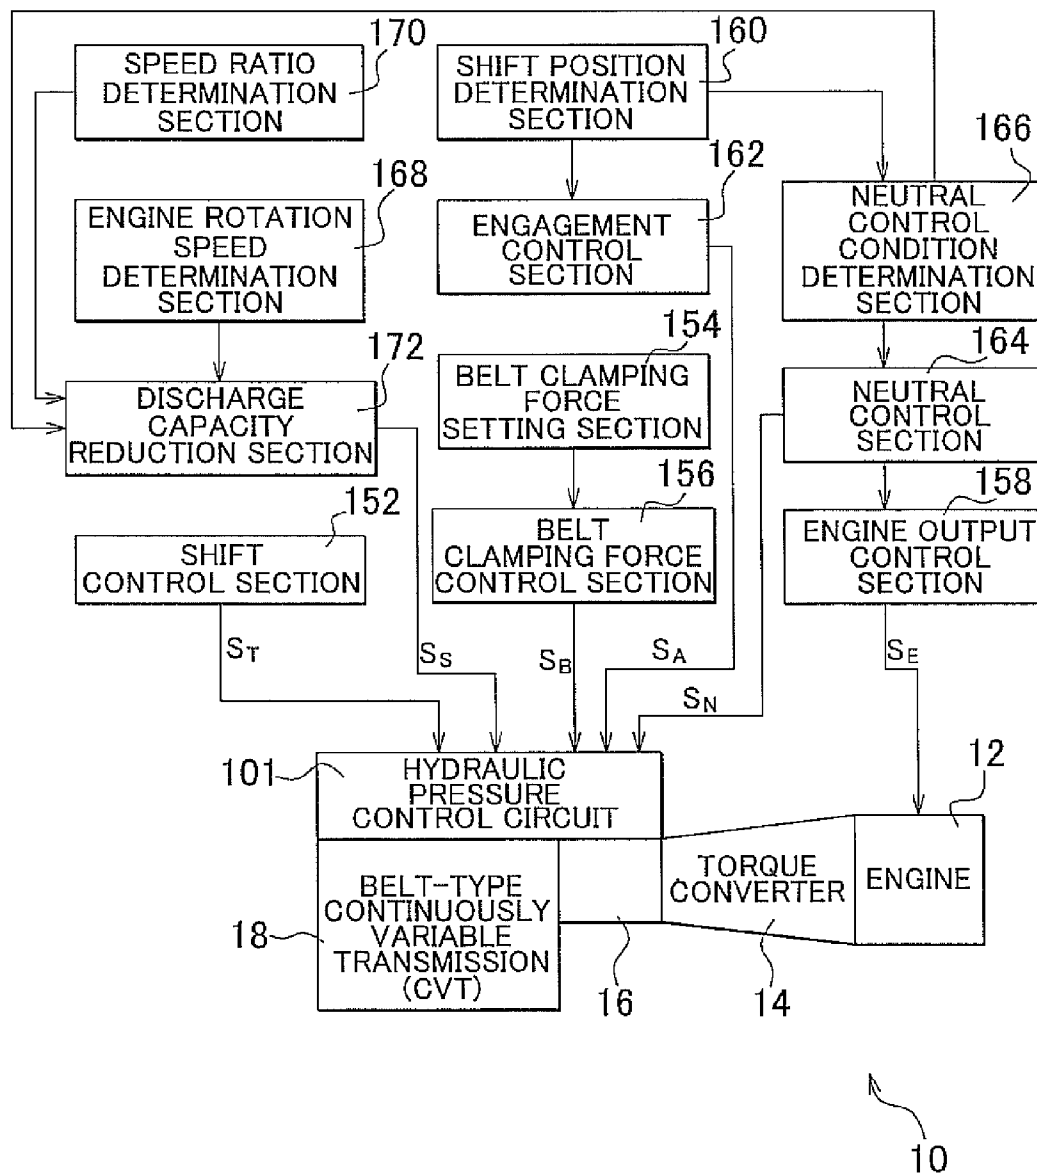 170
SPEED RATIO
DETERMINATION
SECTION
160
SHIFT POSITION
DETERMINATION
SECTION
166
NEUTRAL
CONTROL
CONDITION
DETERMINATION
SECTION
168
ENGINE ROTATION
SPEED
DETERMINATION
SECTION
162
ENGAGEMENT
CONTROL
SECTION
172
DISCHARGE
CAPACITY
REDUCTION SECTION
154
BELT CLAMPING
FORCE
SETTING SECTION
164
NEUTRAL
CONTROL
SECTION
152
SHIFT
CONTROL SECTION
156
BELT
CLAMPING FORCE
CONTROL SECTION
158
ENGINE OUTPUT
CONTROL
SECTION
ST
SS
SB
SA
SN
SE
101
HYDRAULIC
PRESSURE
CONTROL CIRCUIT
12
ENGINE
TORQUE
CONVERTER
14
16
18
BELT-TYPE
CONTINUOUSLY
VARIABLE
TRANSMISSION
(CVT)
10